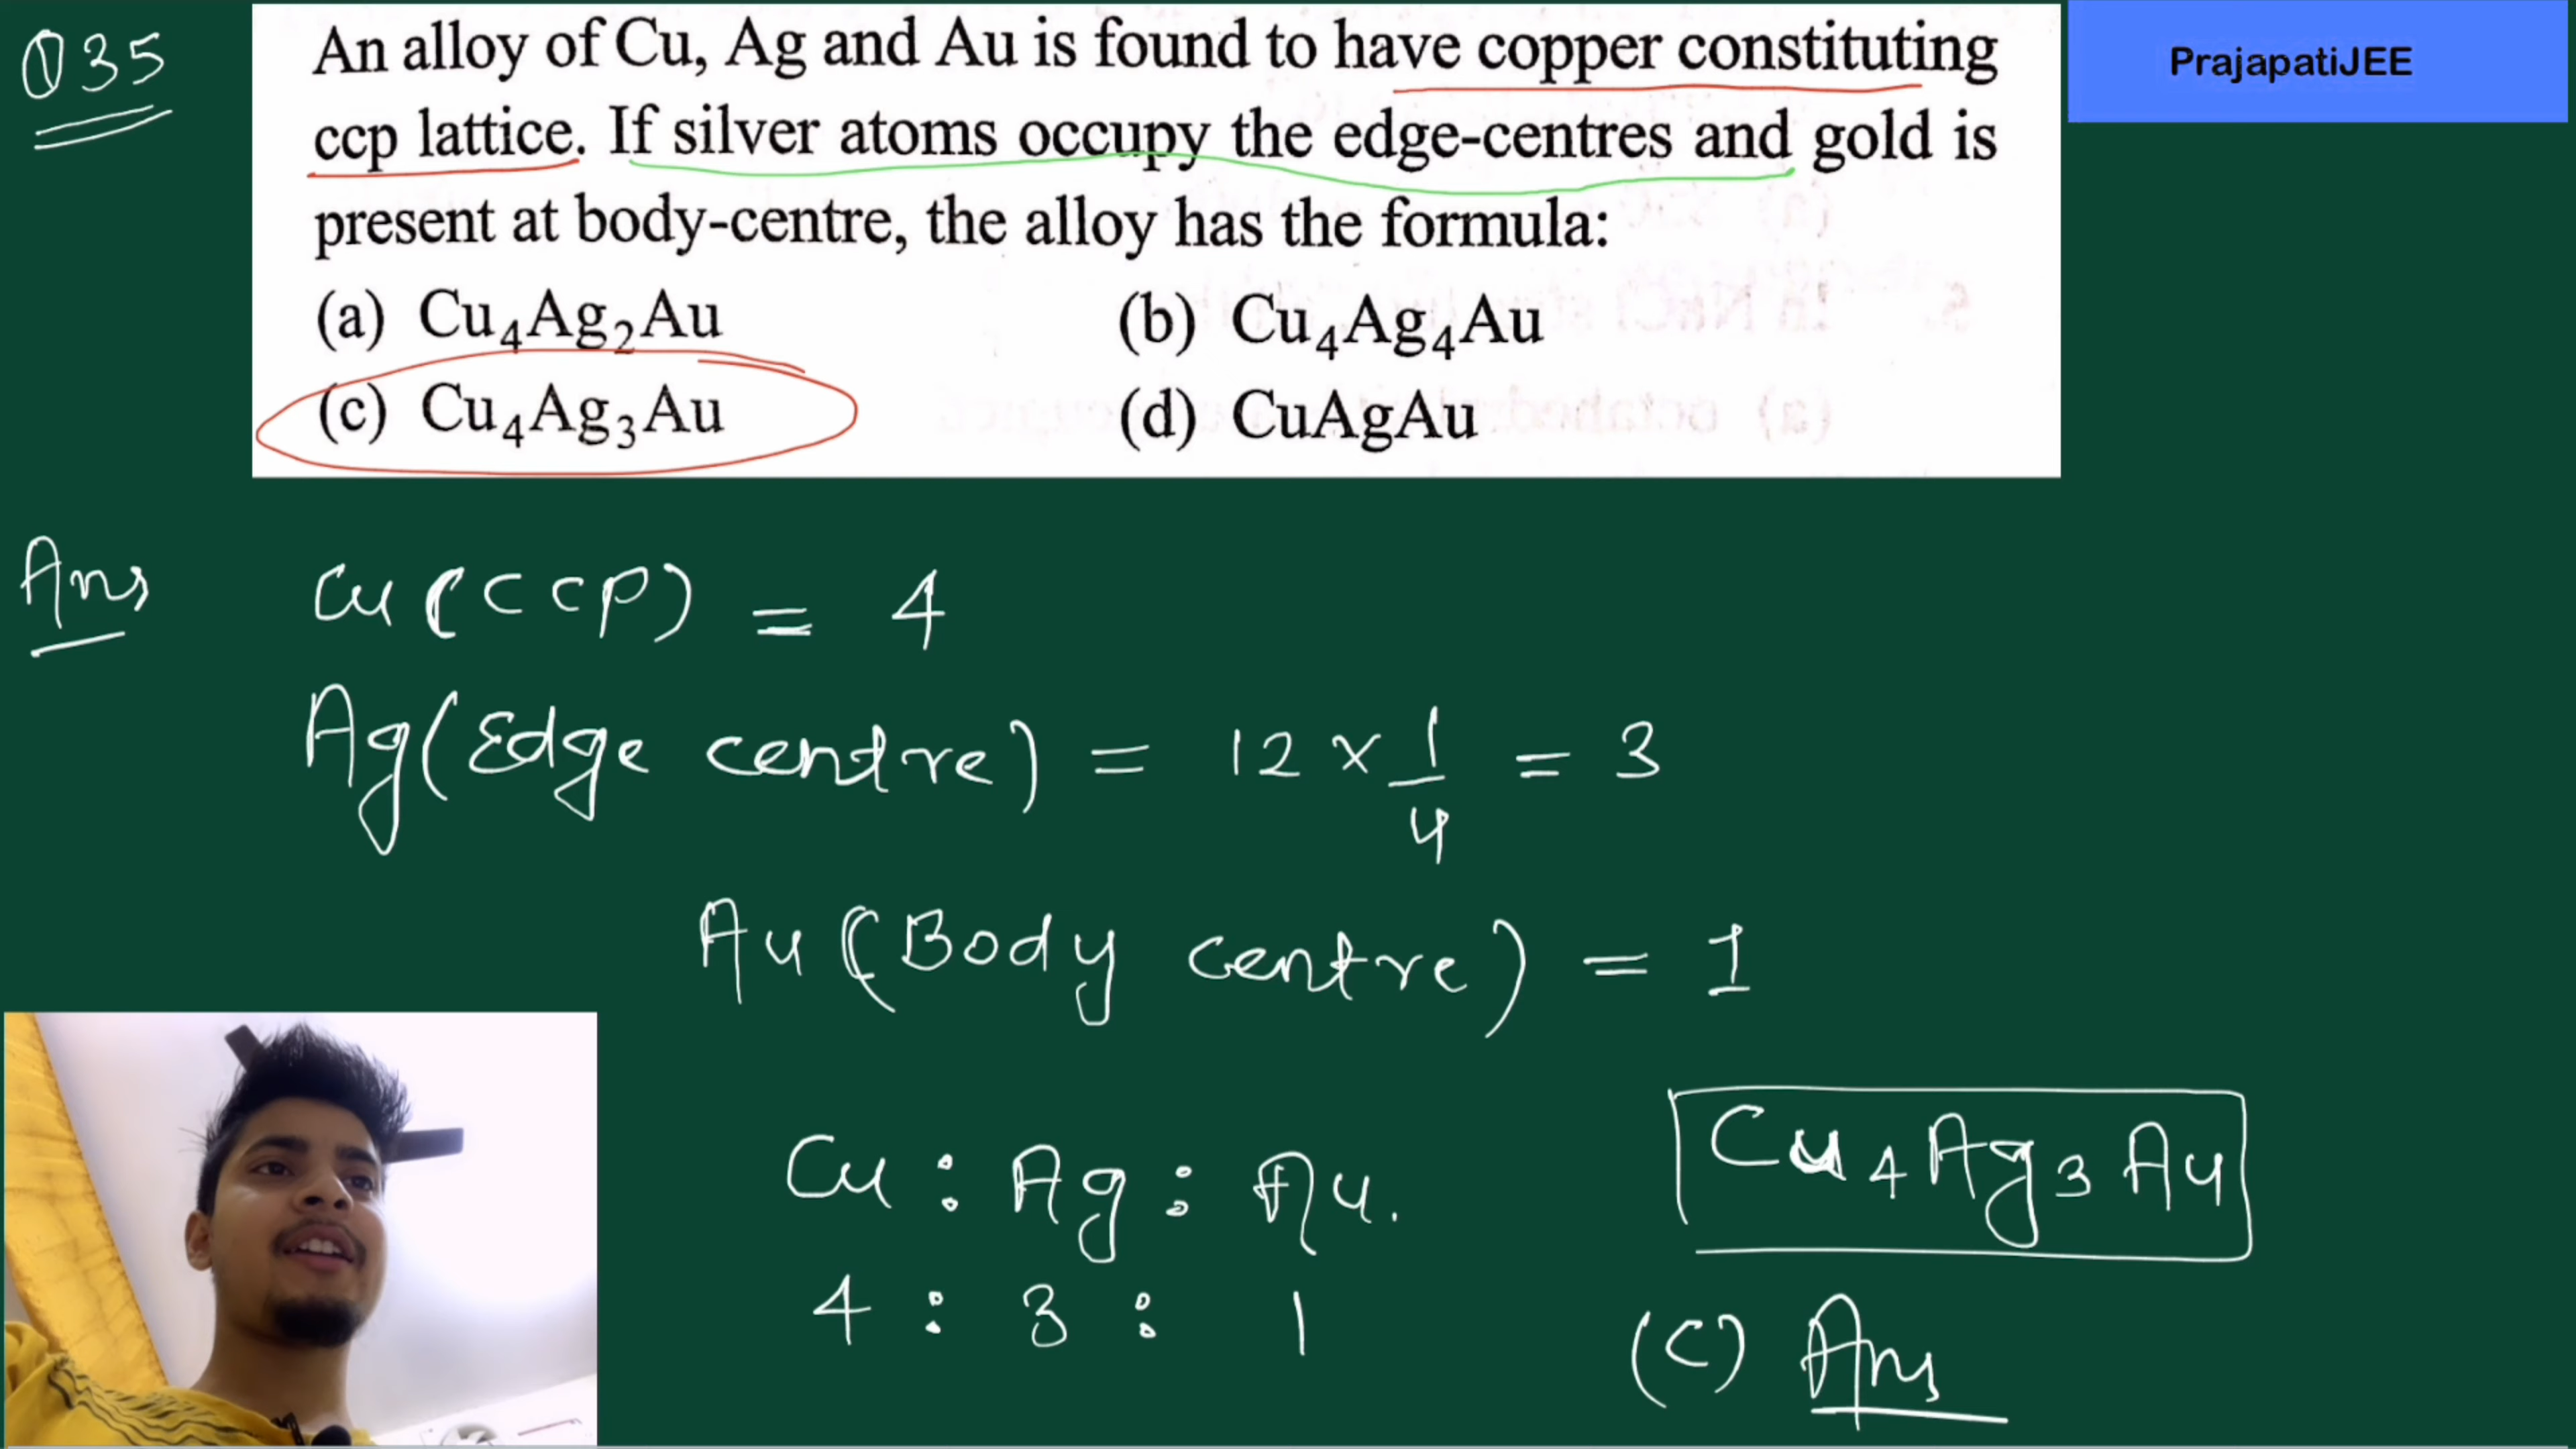 Q35
An alloy of Cu, Ag and Au is found to have copper constituting
ccp lattice. If silver atoms occupy the edge-centres and gold is
present at body-centre, the alloy has the formula:
(a) Cu₄Ag₂Au
(b) Cu₄Ag₄Au
(c) Cu₄Ag₃Au
(d) CuAgAu
PrajapatiJEE
Ans
Cu (CCP) = 4
Ag (Edge centre) = 12 × 1/4 = 3
Au (Body centre) = 1
Cu : Ag : Au.
4 : 3 : 1
Cu₄Ag₃Au
(C) Ans